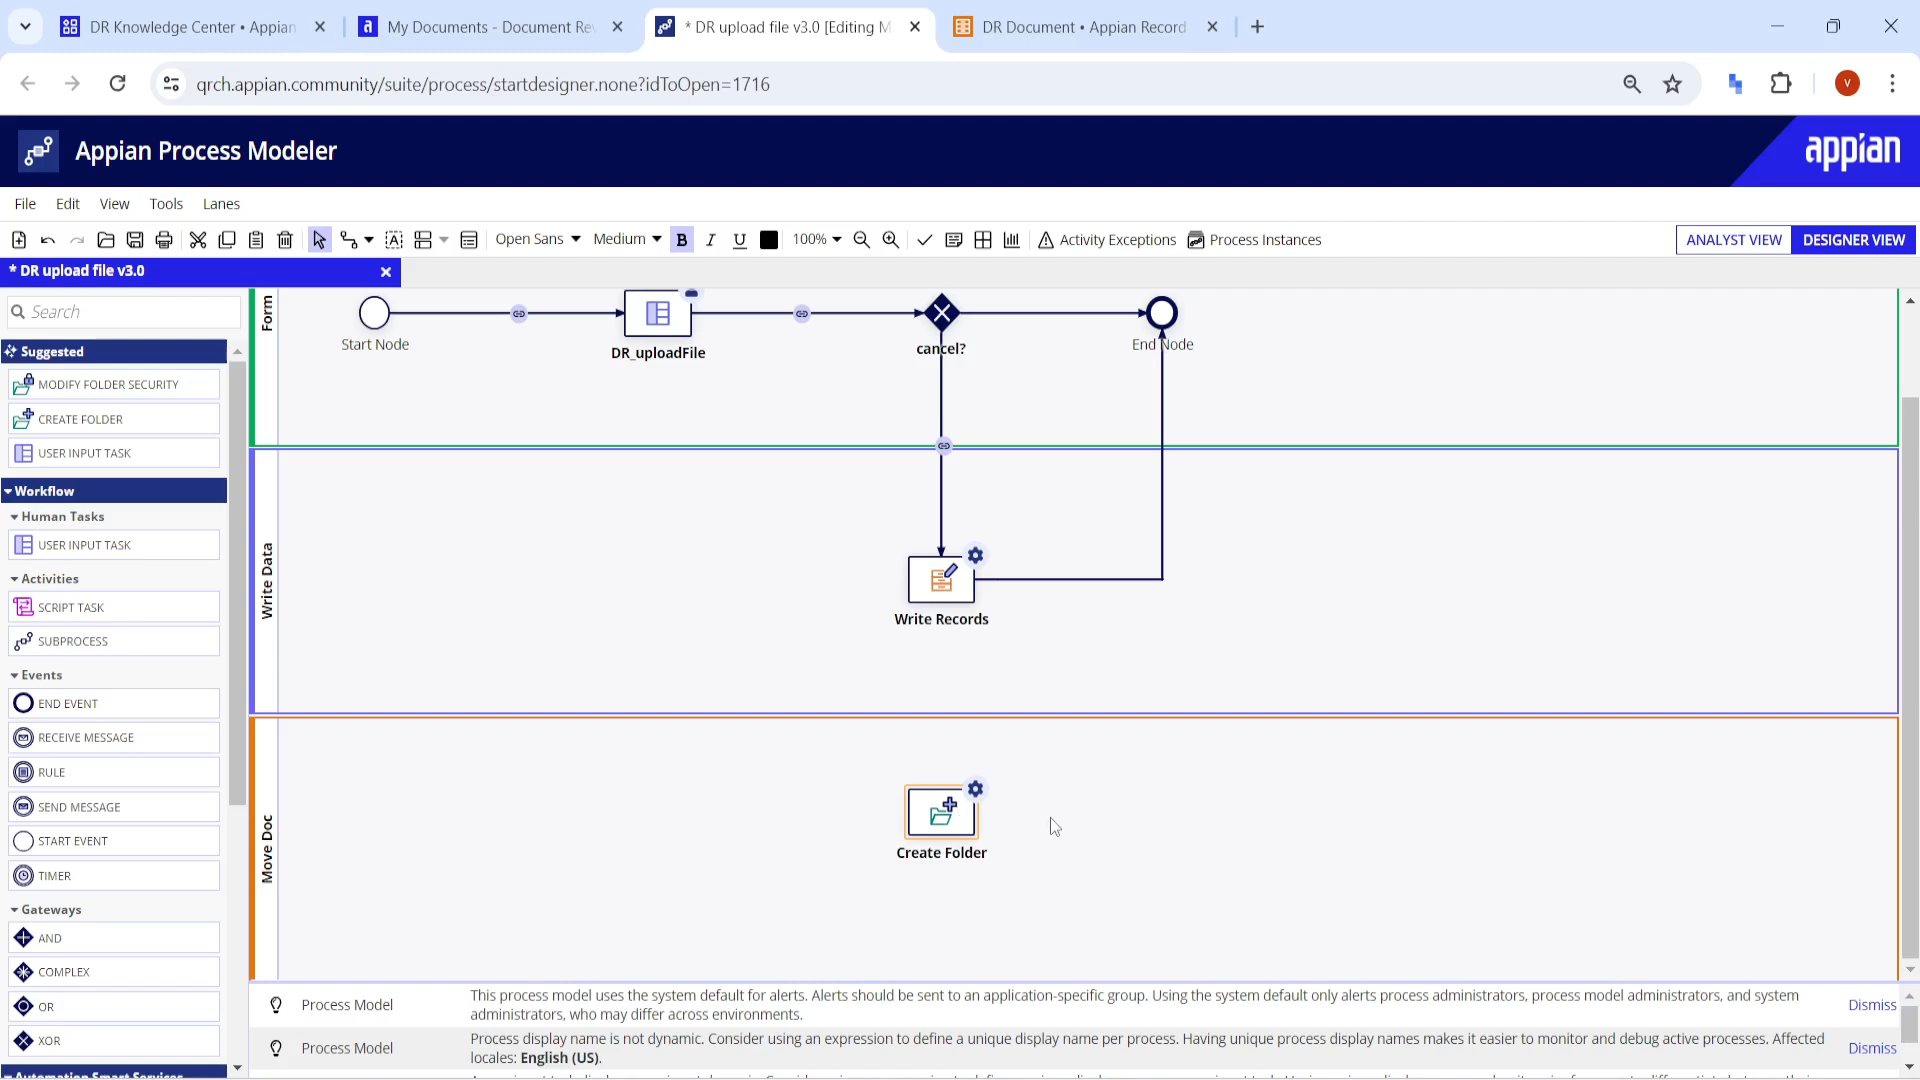 DR Knowledge Center • Appian
My Documents - Document Re
* DR upload file v3.0 [Editing M
DR Document • Appian Record
qrch.appian.community/suite/process/startdesigner.none?idToOpen=1716
V
Appian Process Modeler
appian
File Edit View Tools Lanes
Open Sans Medium B I U 100% Activity Exceptions Process Instances ANALYST VIEW DESIGNER VIEW
* DR upload file v3.0
Search
Suggested
MODIFY FOLDER SECURITY
CREATE FOLDER
USER INPUT TASK
Workflow
Human Tasks
USER INPUT TASK
Activities
SCRIPT TASK
SUBPROCESS
Events
END EVENT
RECEIVE MESSAGE
RULE
SEND MESSAGE
START EVENT
TIMER
Gateways
AND
COMPLEX
OR
XOR
Automation Smart Services
Form
Start Node
DR_uploadFile
cancel?
End Node
Write Data
Write Records
Move Doc
Create Folder
Process Model
This process model uses the system default for alerts. Alerts should be sent to an application-specific group. Using the system default only alerts process administrators, process model administrators, and system
administrators, who may differ across environments.
Dismiss
Process Model
Process display name is not dynamic. Consider using an expression to define a unique display name per process. Having unique process display names makes it easier to monitor and debug active processes. Affected
locales: English (US).
Dismiss